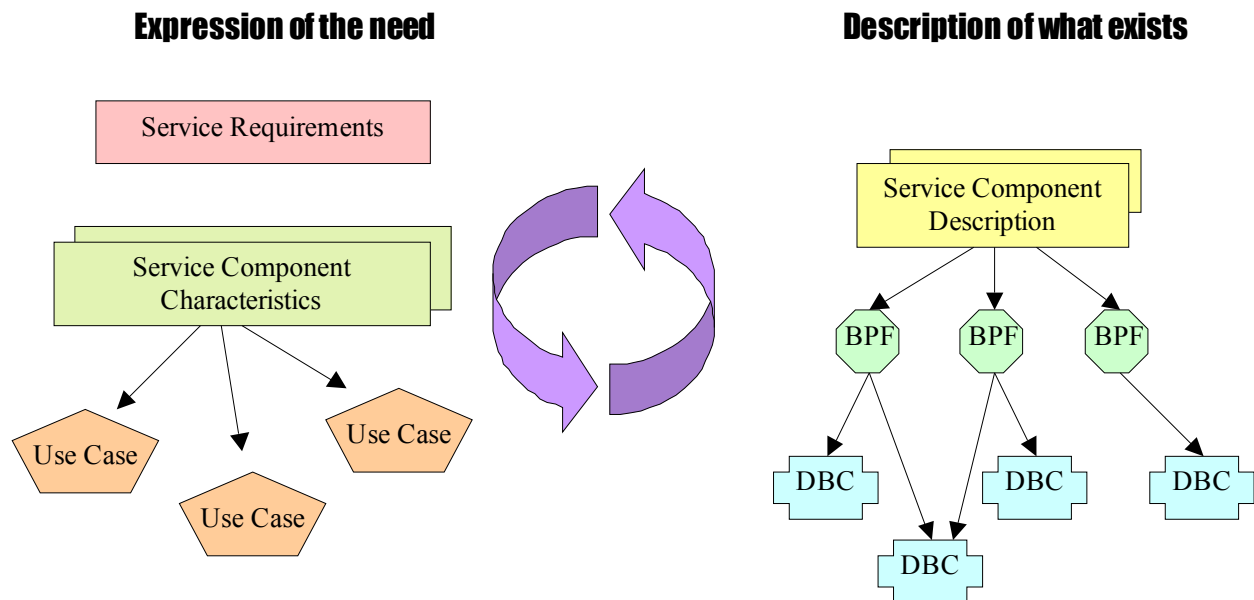 Expression of the need
Service Requirements
Service Component
Characteristics
Use Case
Use Case
Use Case
Description of what exists
Service Component
Description
BPF
BPF
BPF
DBC
DBC
DBC
DBC